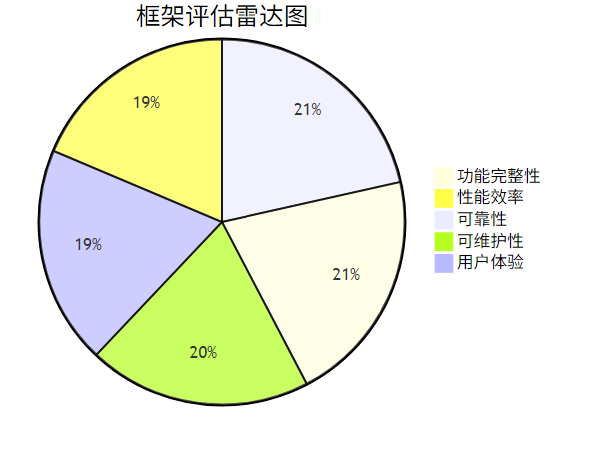 框架评估雷达图
19%
21%
19%
21%
20%
功能完整性
性能效率
可靠性
可维护性
用户体验